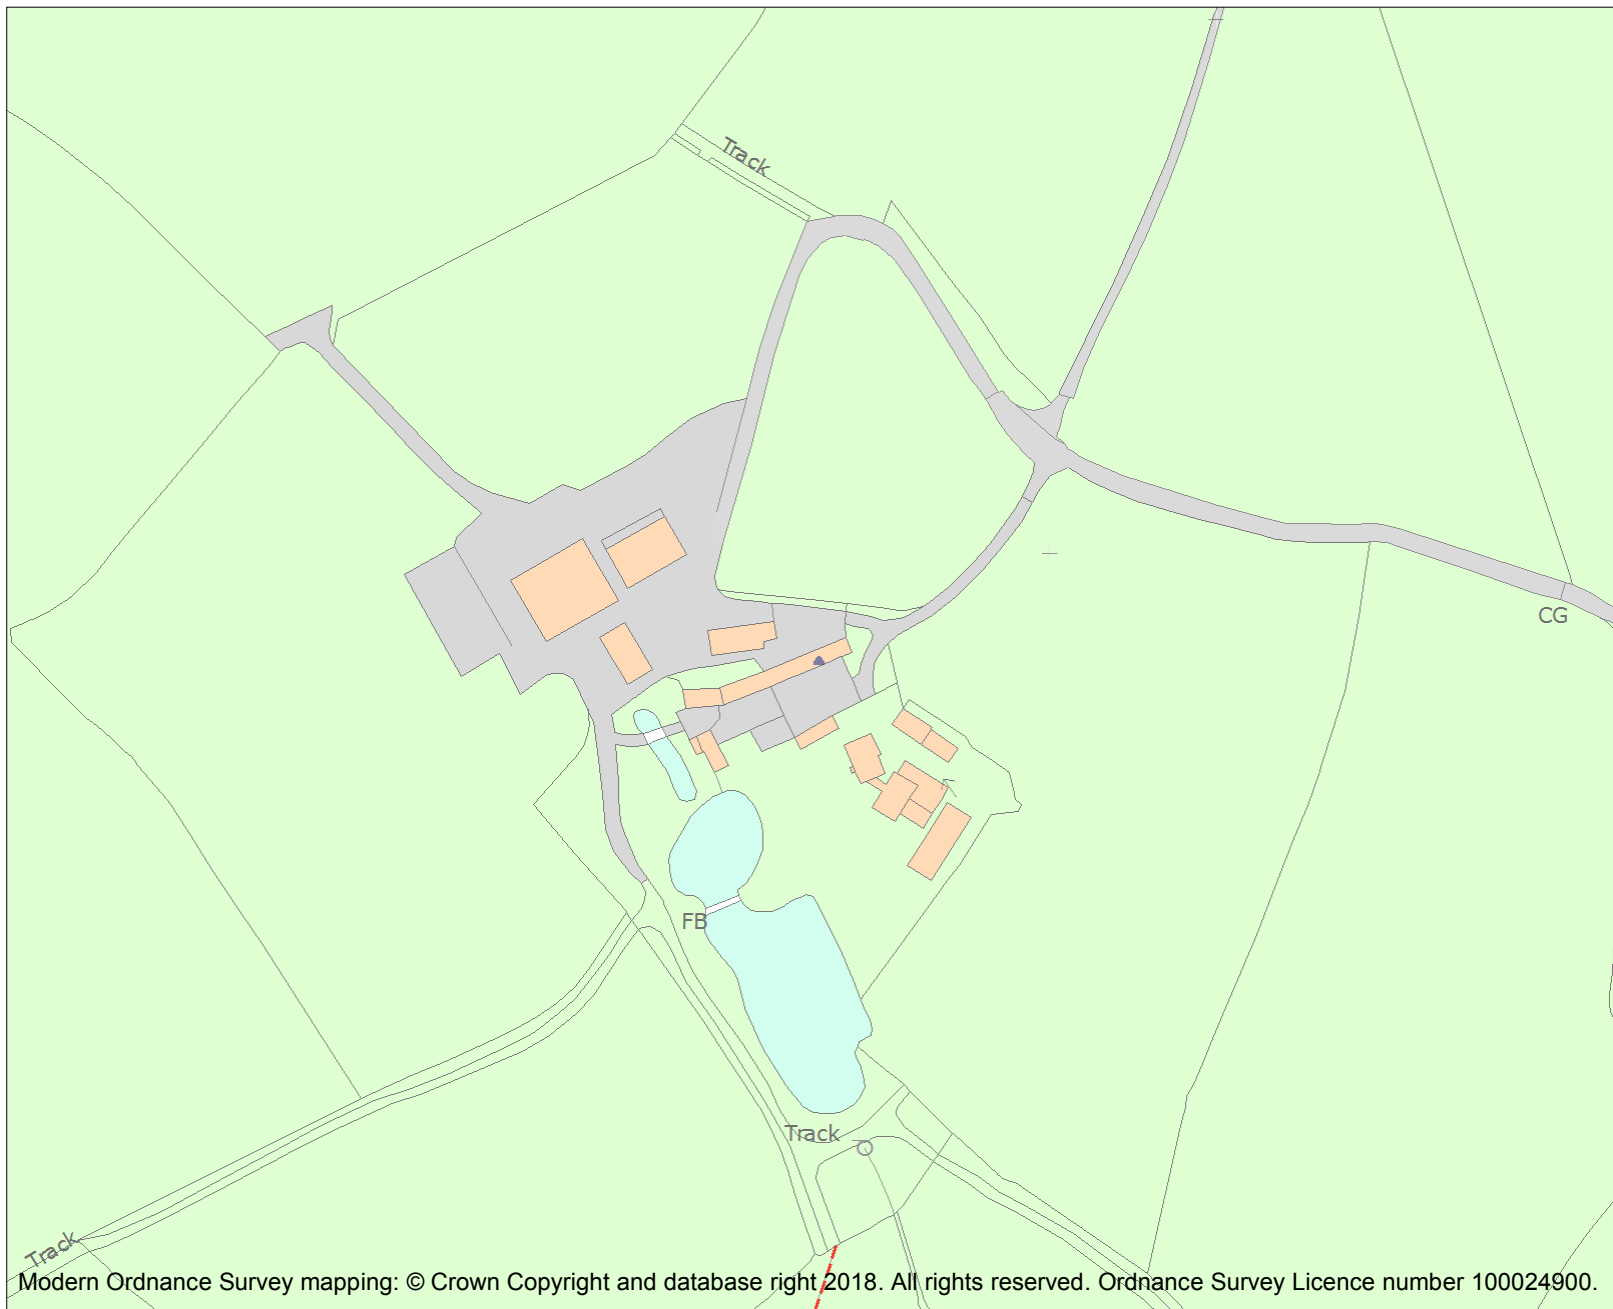 Track
CG
FB
Track
Track
Modern Ordnance Survey mapping: © Crown Copyright and database right 2018. All rights reserved. Ordnance Survey Licence number 100024900.